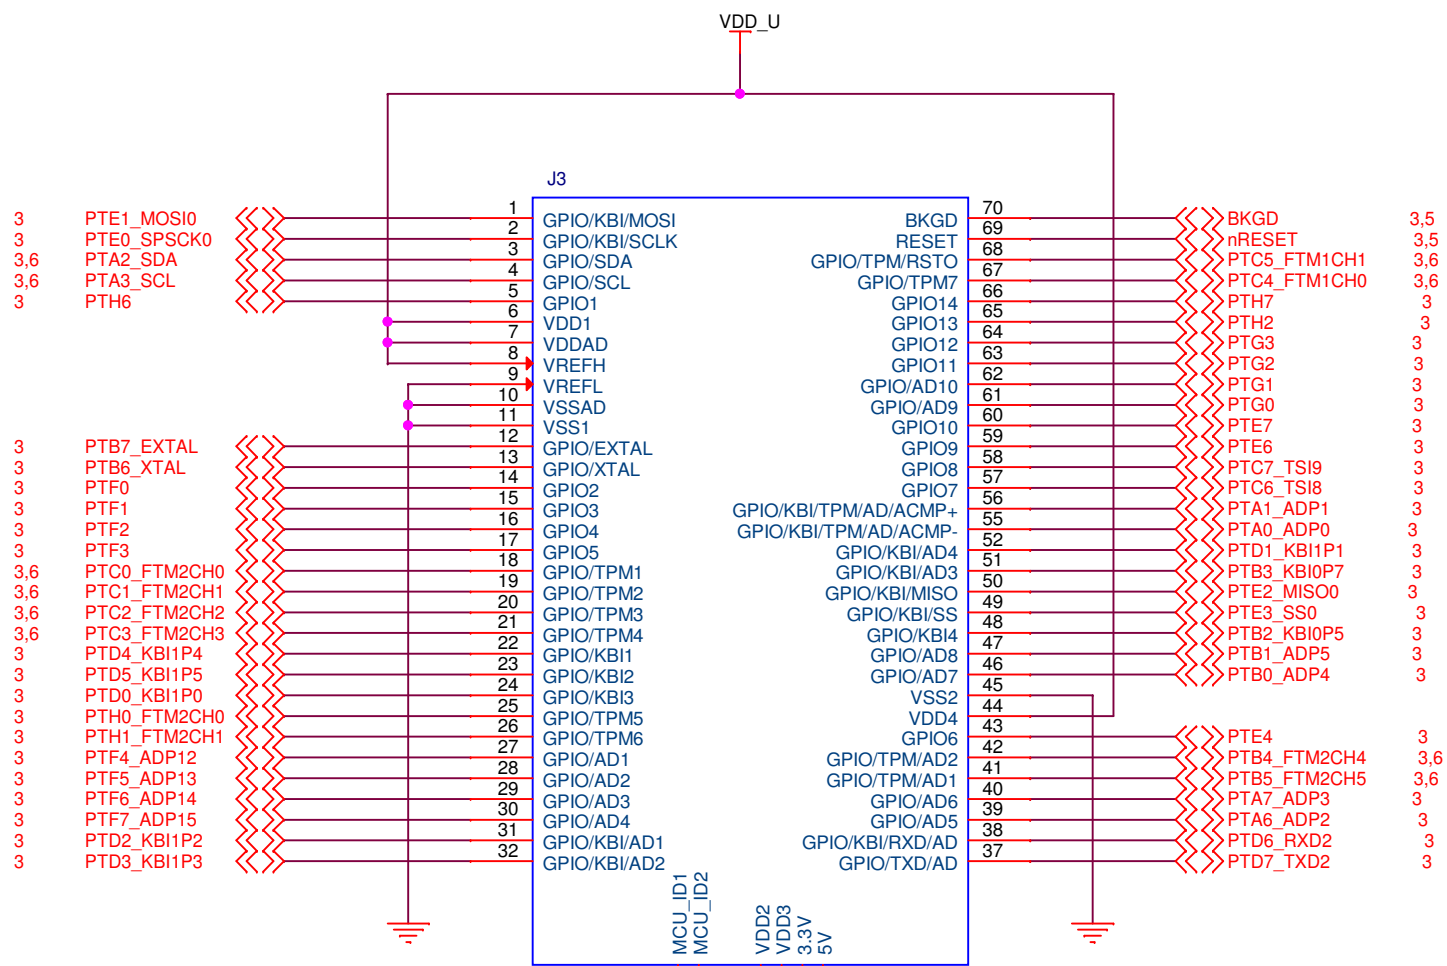 VDD_U
J3
3 PTE1_MOSI0 1 GPIO/KBI/MOSI BKGD 70 BKGD 3,5
3 PTE0_SPSCK0 2 GPIO/KBI/SCLK RESET 69 nRESET 3,5
3,6 PTA2_SDA 3 GPIO/SDA GPIO/TPM/RSTO 68 PTC5_FTM1CH1 3,6
3,6 PTA3_SCL 4 GPIO/SCL GPIO/TPM7 67 PTC4_FTM1CH0 3,6
3 PTH6 5 GPIO1 GPIO14 66 PTH7 3
6 VDD1 GPIO13 65 PTH2 3
7 VDDAD GPIO12 64 PTG3 3
8 VREFH GPIO11 63 PTG2 3
9 VREFL GPIO/AD10 62 PTG1 3
10 VSSAD GPIO/AD9 61 PTG0 3
11 VSS1 GPIO10 60 PTE7 3
3 PTB7_EXTAL 12 GPIO/EXTAL GPIO9 59 PTE6 3
3 PTB6_XTAL 13 GPIO/XTAL GPIO8 58 PTC7_TSI9 3
3 PTF0 14 GPIO2 GPIO7 57 PTC6_TSI8 3
3 PTF1 15 GPIO3 GPIO/KBI/TPM/AD/ACMP+ 56 PTA1_ADP1 3
3 PTF2 16 GPIO4 GPIO/KBI/TPM/AD/ACMP- 55 PTA0_ADP0 3
3 PTF3 17 GPIO5 GPIO/KBI/AD4 52 PTD1_KBI1P1 3
3,6 PTC0_FTM2CH0 18 GPIO/TPM1 GPIO/KBI/AD3 51 PTB3_KBI0P7 3
3,6 PTC1_FTM2CH1 19 GPIO/TPM2 GPIO/KBI/MISO 50 PTE2_MISO0 3
3,6 PTC2_FTM2CH2 20 GPIO/TPM3 GPIO/KBI/SS 49 PTE3_SS0 3
3,6 PTC3_FTM2CH3 21 GPIO/TPM4 GPIO/KBI4 48 PTB2_KBI0P5 3
3 PTD4_KBI1P4 22 GPIO/KBI1 GPIO/AD8 47 PTB1_ADP5 3
3 PTD5_KBI1P5 23 GPIO/KBI2 GPIO/AD7 46 PTB0_ADP4 3
3 PTD0_KBI1P0 24 GPIO/KBI3 VSS2 45
3 PTH0_FTM2CH0 25 GPIO/TPM5 VDD4 44
3 PTH1_FTM2CH1 26 GPIO/TPM6 GPIO6 43 PTE4 3
3 PTF4_ADP12 27 GPIO/AD1 GPIO/TPM/AD2 42 PTB4_FTM2CH4 3,6
3 PTF5_ADP13 28 GPIO/AD2 GPIO/TPM/AD1 41 PTB5_FTM2CH5 3,6
3 PTF6_ADP14 29 GPIO/AD3 GPIO/AD6 40 PTA7_ADP3 3
3 PTF7_ADP15 30 GPIO/AD4 GPIO/AD5 39 PTA6_ADP2 3
3 PTD2_KBI1P2 31 GPIO/KBI/AD1 GPIO/KBI/RXD/AD 38 PTD6_RXD2 3
3 PTD3_KBI1P3 32 GPIO/KBI/AD2 GPIO/TXD/AD 37 PTD7_TXD2 3
MCU_ID1
MCU_ID2
VDD2
VDD3
3.3V
5V